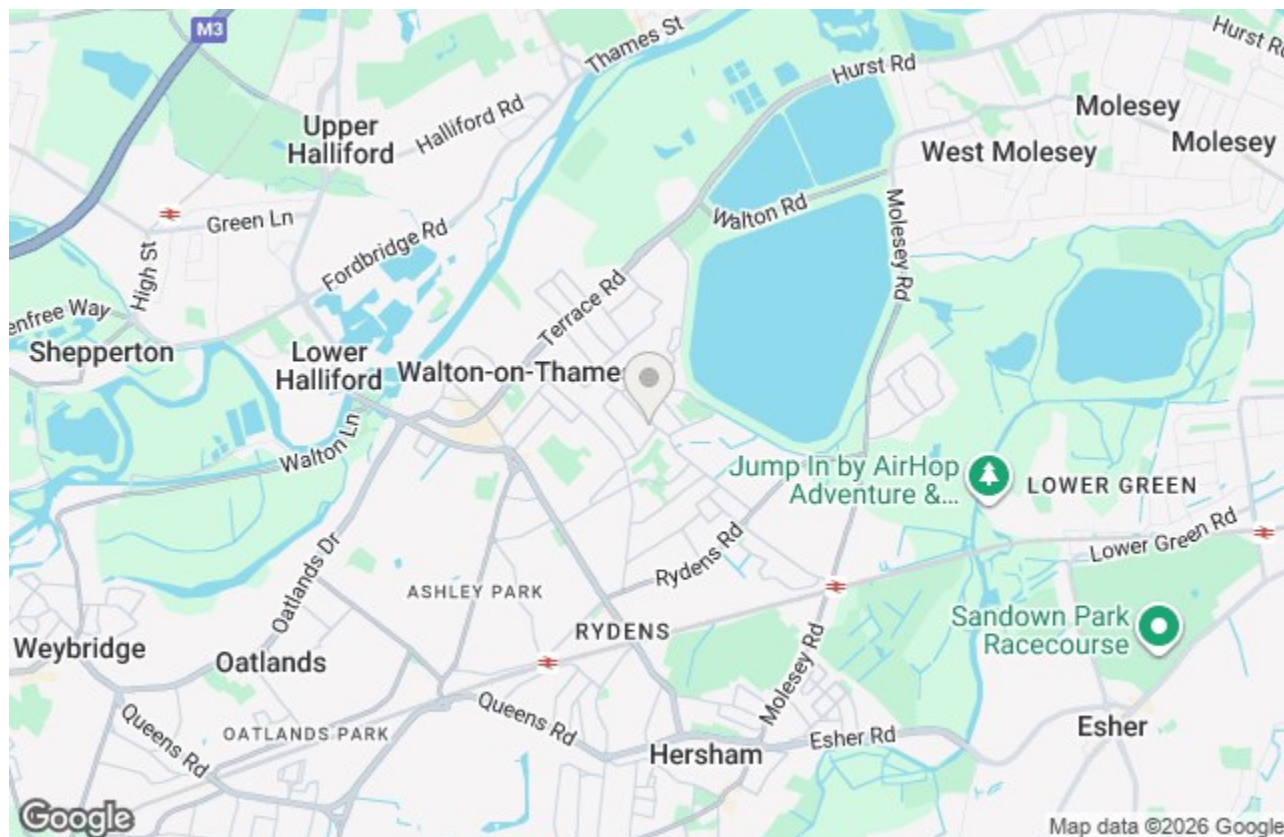 M3
Thames St
Hurst Rd
Hurst Rd
Molesey
Molesey
West Molesey
Upper
Halliford
Halliford Rd
Green Ln
High St
Fordbridge Rd
Walton Rd
Molesey Rd
Terrace Rd
enfree Way
Shepperton
Lower
Halliford
Walton-on-Thame
Walton Ln
Jump In by AirHop
Adventure &...
LOWER GREEN
Lower Green Rd
Oatlands Dr
Rydens Rd
ASHLEY PARK
RYDENS
Sandown Park
Racecourse
Weybridge
Oatlands
Molesey Rd
Queens Rd
Queens Rd
OATLANDS PARK
Hersham
Esher Rd
Esher
Google
Map data ©2026 Google